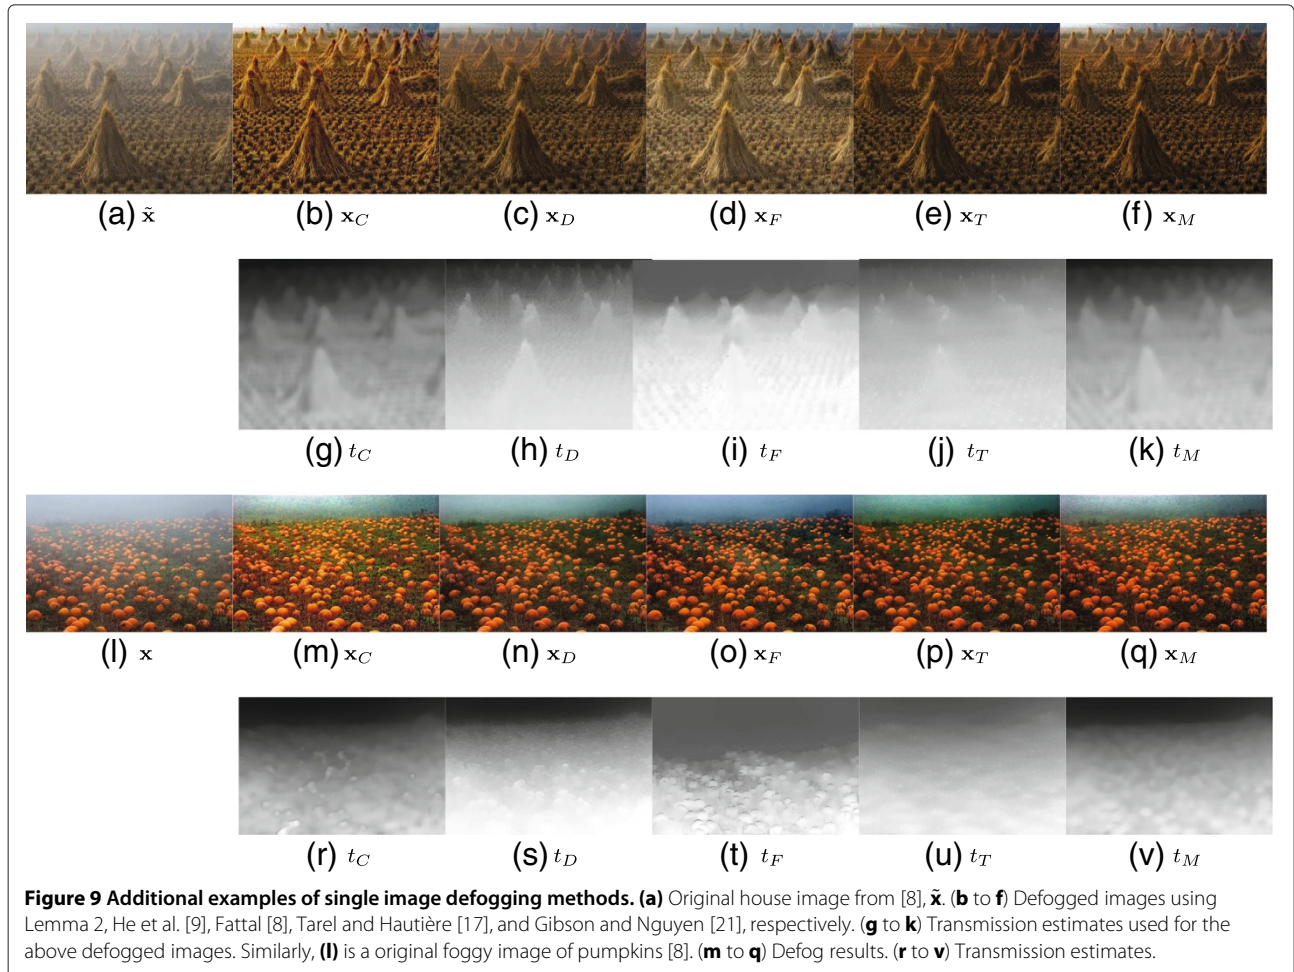 (a) x̃ (b) x_C (c) x_D (d) x_F (e) x_T (f) x_M
(g) t_C (h) t_D (i) t_F (j) t_T (k) t_M
(l) x (m) x_C (n) x_D (o) x_F (p) x_T (q) x_M
(r) t_C (s) t_D (t) t_F (u) t_T (v) t_M
Figure 9 Additional examples of single image defogging methods. (a) Original house image from [8], x̃. (b to f) Defogged images using
Lemma 2, He et al. [9], Fattal [8], Tarel and Hautière [17], and Gibson and Nguyen [21], respectively. (g to k) Transmission estimates used for the
above defogged images. Similarly, (l) is a original foggy image of pumpkins [8]. (m to q) Defog results. (r to v) Transmission estimates.